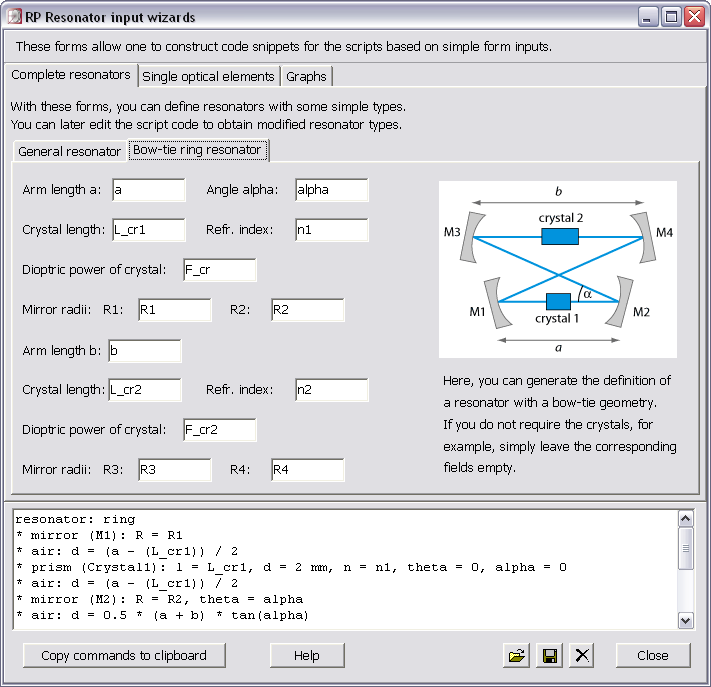 RP Resonator input wizards
These forms allow one to construct code snippets for the scripts based on simple form inputs.
Complete resonators Single optical elements Graphs
With these forms, you can define resonators with some simple types.
You can later edit the script code to obtain modified resonator types.
General resonator Bow-tie ring resonator
Arm length a: a Angle alpha: alpha
Crystal length: L_cr1 Refr. index: n1
Dioptric power of crystal: F_cr
Mirror radii: R1: R1 R2: R2
Arm length b: b
Crystal length: L_cr2 Refr. index: n2
Dioptric power of crystal: F_cr2
Mirror radii: R3: R3 R4: R4
b
crystal 2
M3 M4
α
M1 crystal 1 M2
a
Here, you can generate the definition of
a resonator with a bow-tie geometry.
If you do not require the crystals, for
example, simply leave the corresponding
fields empty.
resonator: ring
* mirror (M1): R = R1
* air: d = (a - (L_cr1)) / 2
* prism (Crystal1): l = L_cr1, d = 2 mm, n = n1, theta = 0, alpha = 0
* air: d = (a - (L_cr1)) / 2
* mirror (M2): R = R2, theta = alpha
* air: d = 0.5 * (a + b) * tan(alpha)
Copy commands to clipboard Help Close